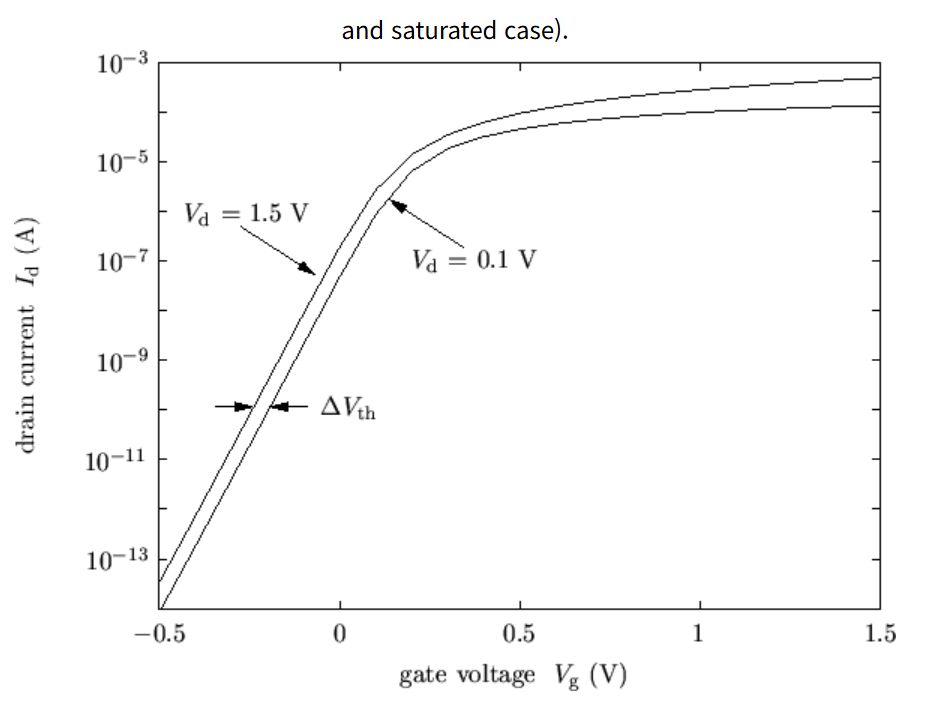 and saturated case).
10⁻³
10⁻⁵
V_d = 1.5 V
V_d = 0.1 V
10⁻⁷
drain current I_d (A)
10⁻⁹
ΔV_th
10⁻¹¹
10⁻¹³
−0.5 0 0.5 1 1.5
gate voltage V_g (V)